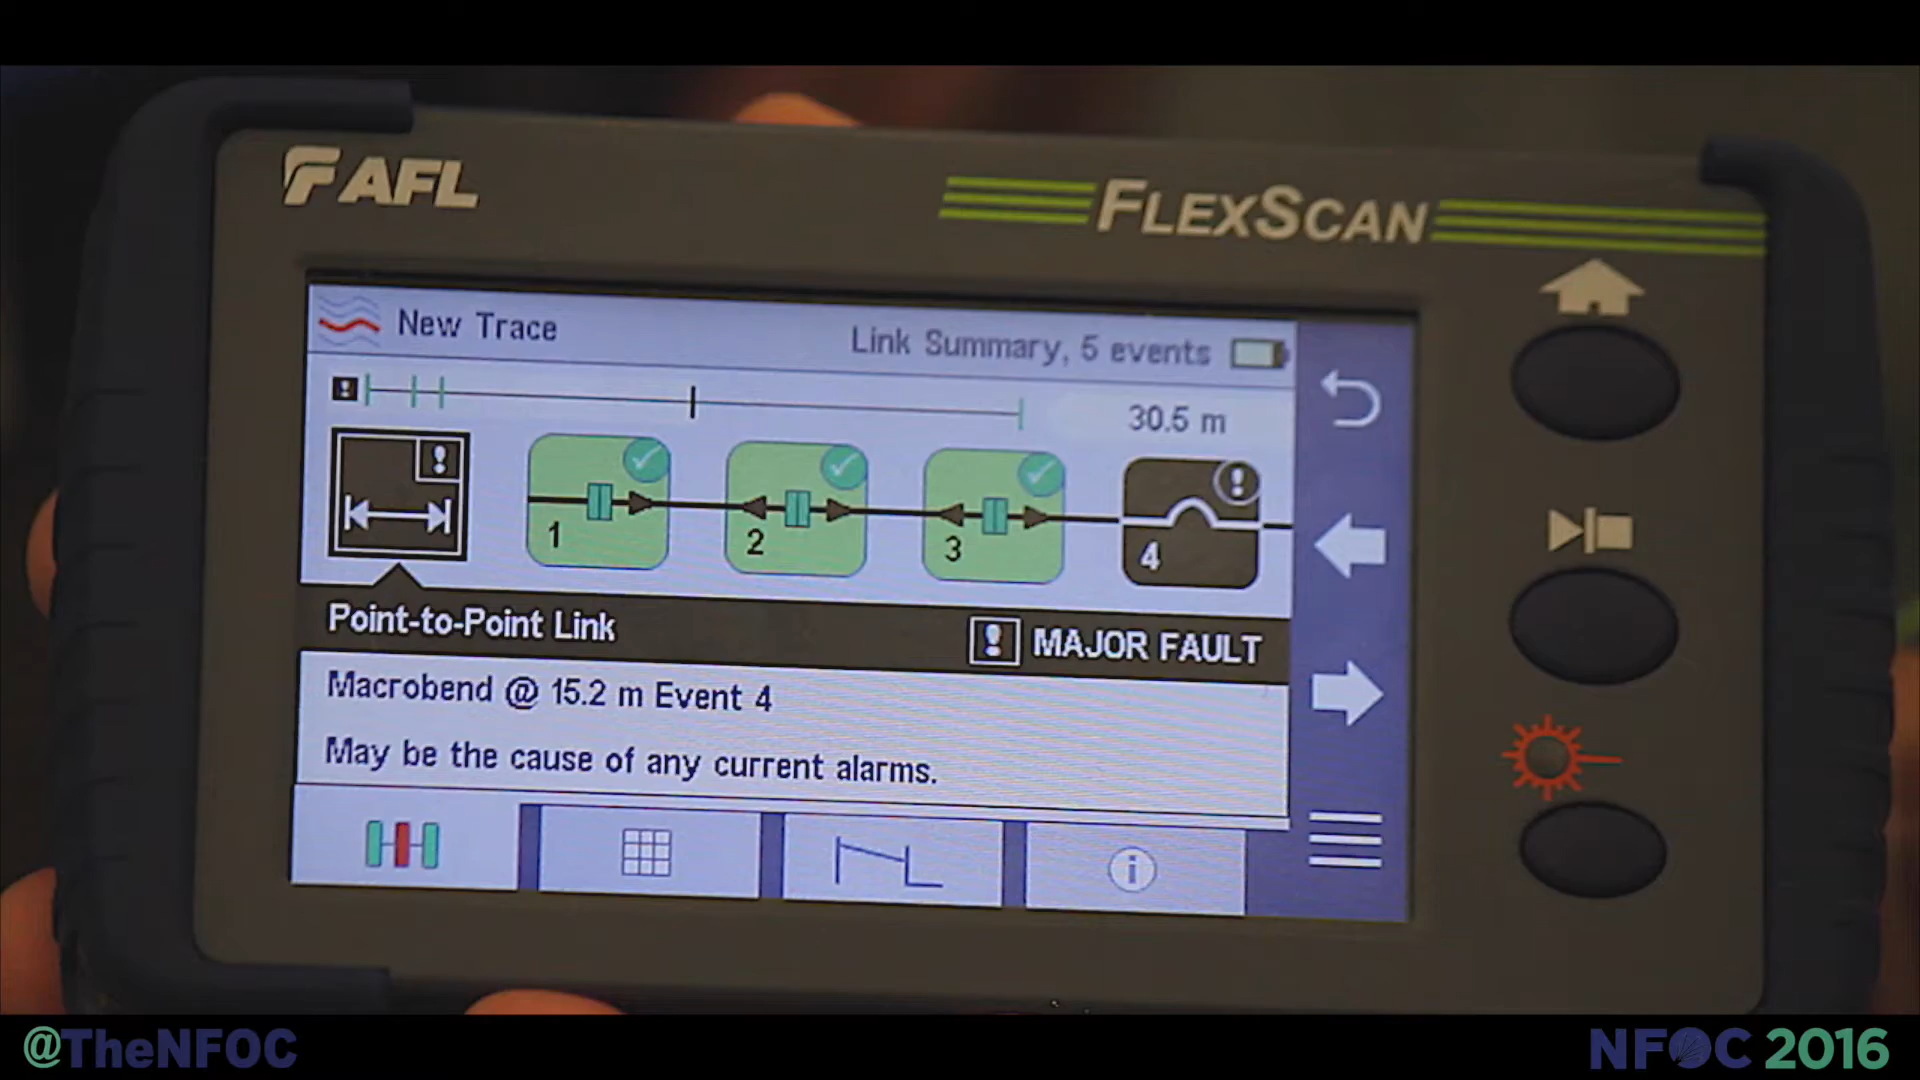 AFL
FLEXSCAN
New Trace
Link Summary, 5 events
30.5 m
1
2
3
4
Point-to-Point Link
MAJOR FAULT
Macrobend @ 15.2 m Event 4
May be the cause of any current alarms.
@TheNFOC
NFOC 2016